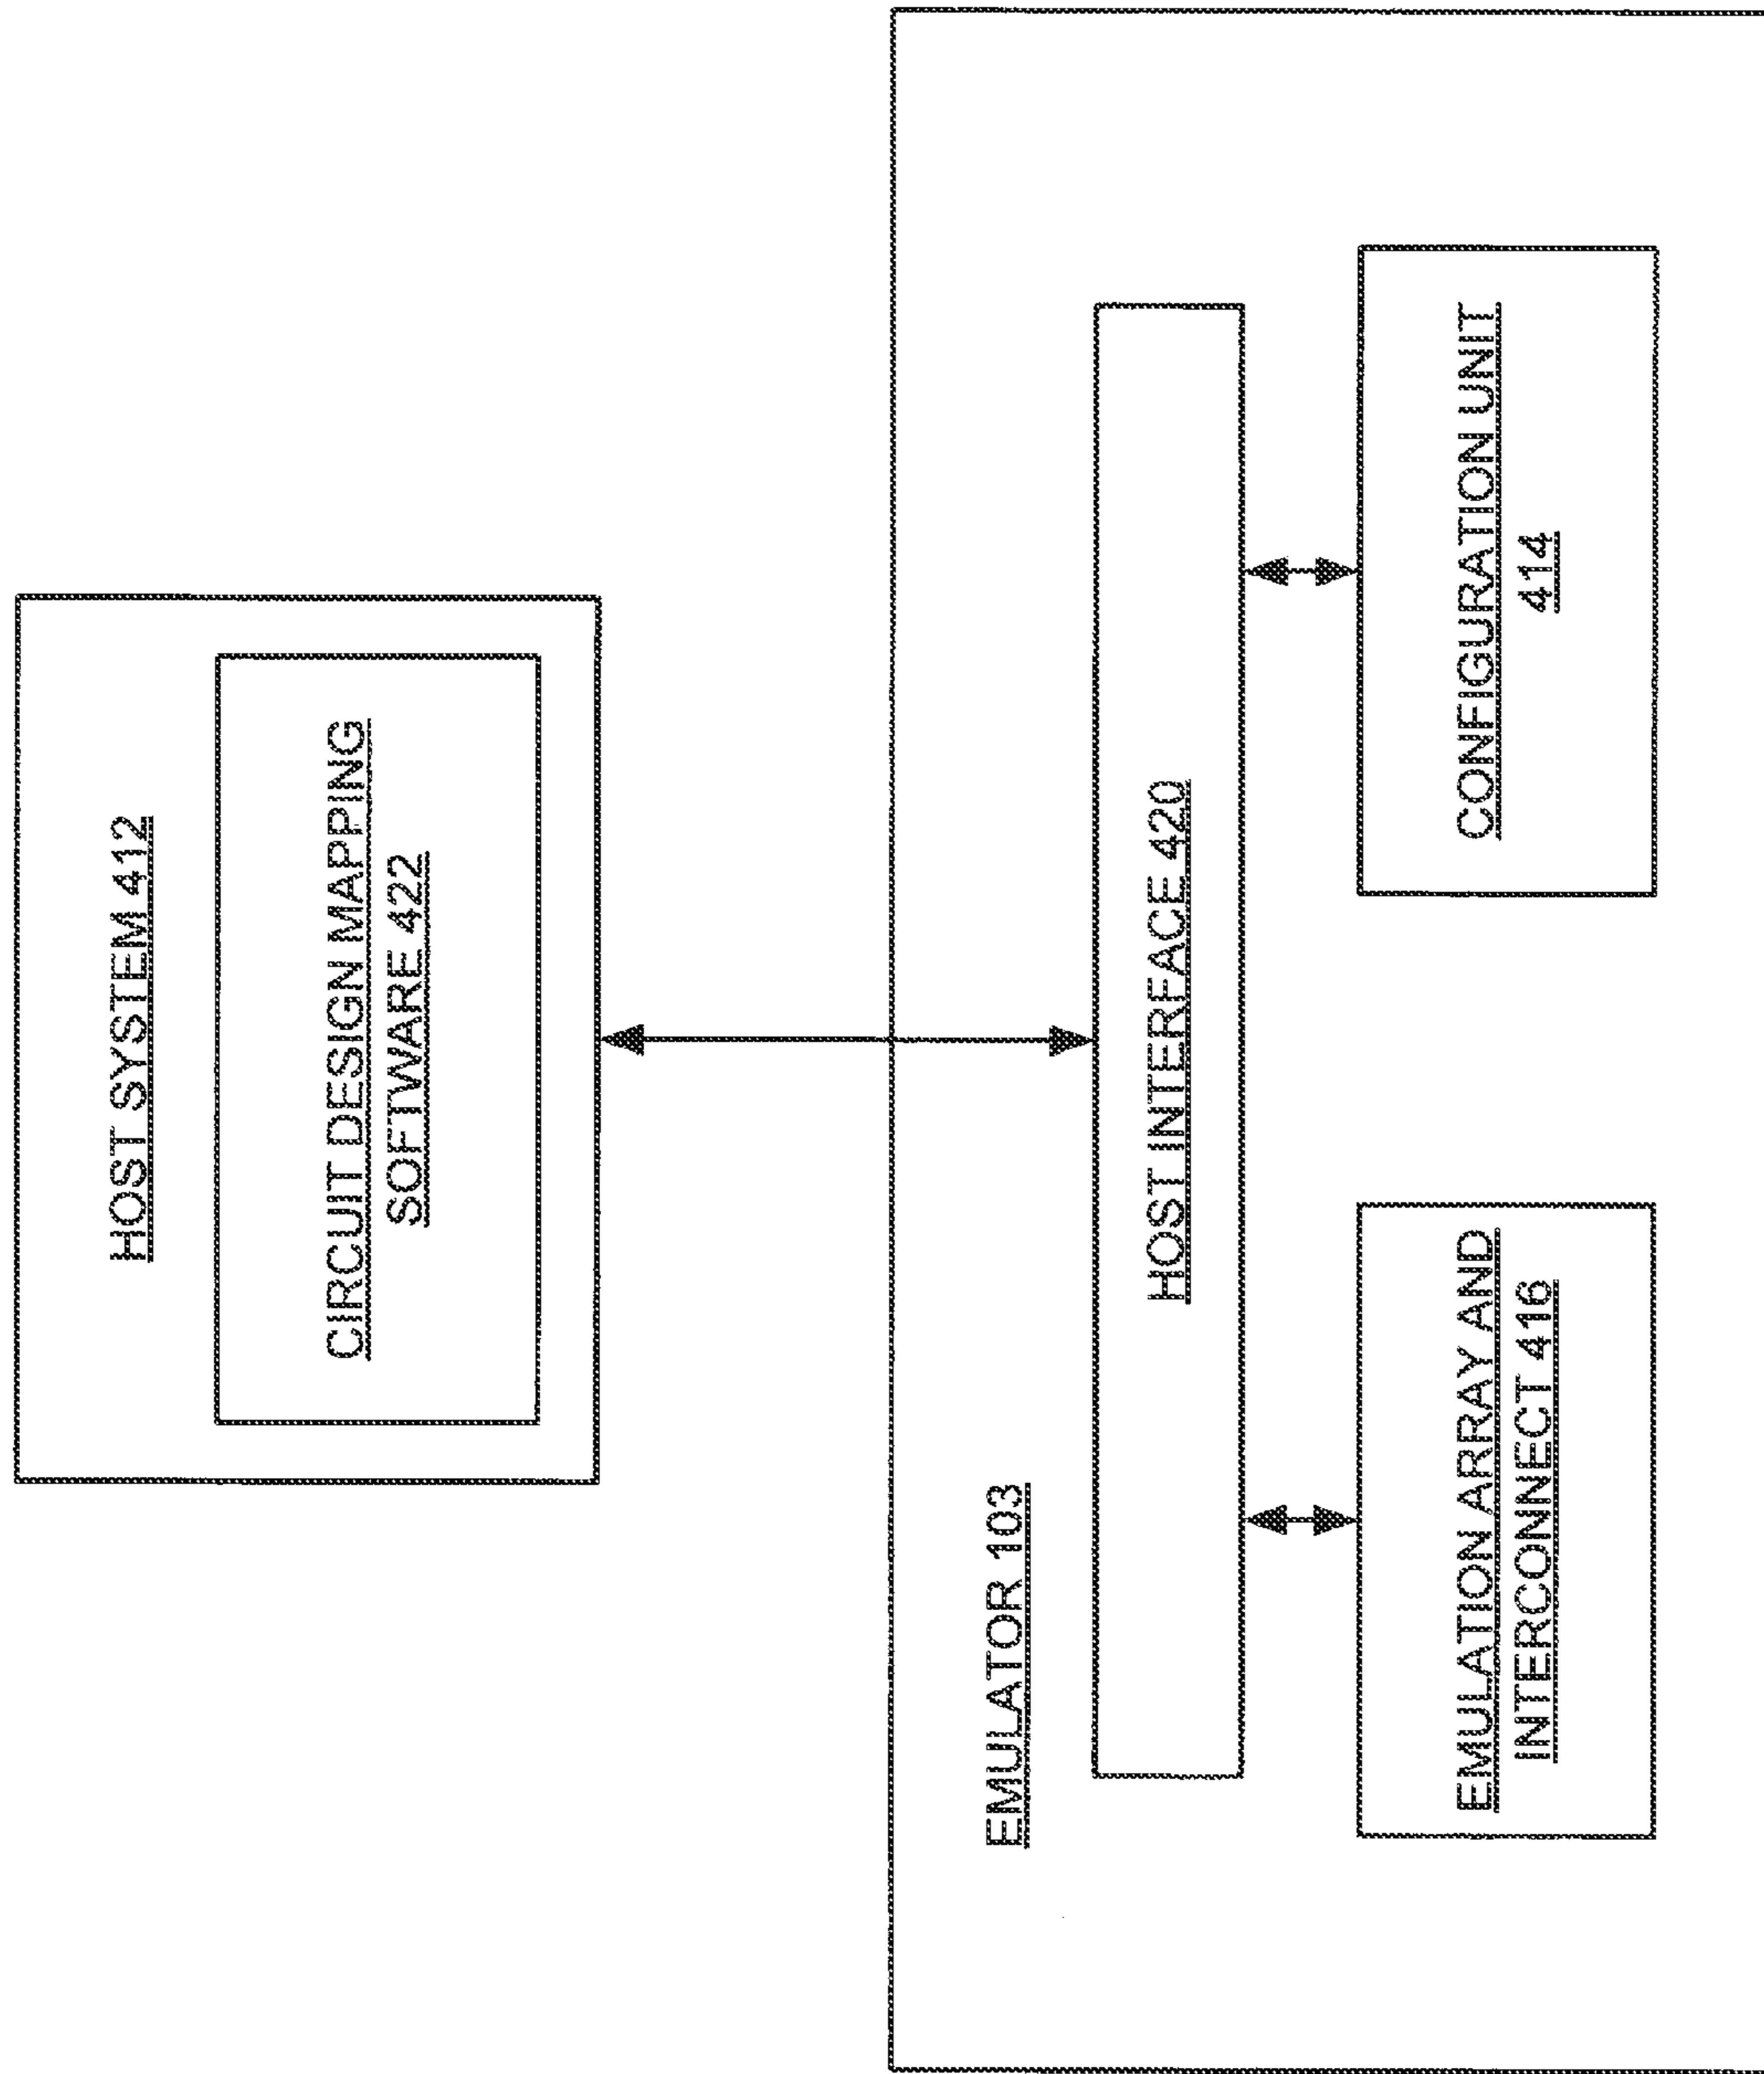 HOST SYSTEM 412
CIRCUIT DESIGN MAPPING
SOFTWARE 422
EMULATOR 103
HOST INTERFACE 420
EMULATION ARRAY AND
INTERCONNECT 416
CONFIGURATION UNIT
414